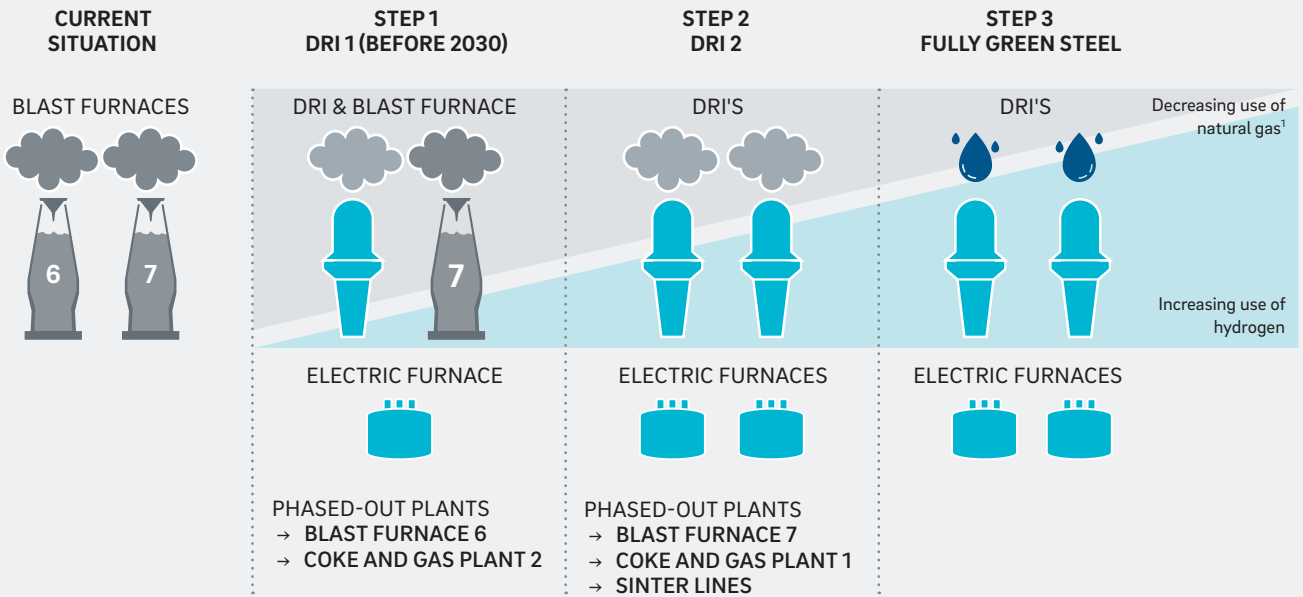 CURRENT
SITUATION
STEP 1
DRI 1 (BEFORE 2030)
STEP 2
DRI 2
STEP 3
FULLY GREEN STEEL
BLAST FURNACES
DRI & BLAST FURNACE
DRI'S
DRI'S
Decreasing use of
natural gas¹
6
7
7
Increasing use of
hydrogen
ELECTRIC FURNACE
ELECTRIC FURNACES
ELECTRIC FURNACES
PHASED-OUT PLANTS
→ BLAST FURNACE 6
→ COKE AND GAS PLANT 2
PHASED-OUT PLANTS
→ BLAST FURNACE 7
→ COKE AND GAS PLANT 1
→ SINTER LINES